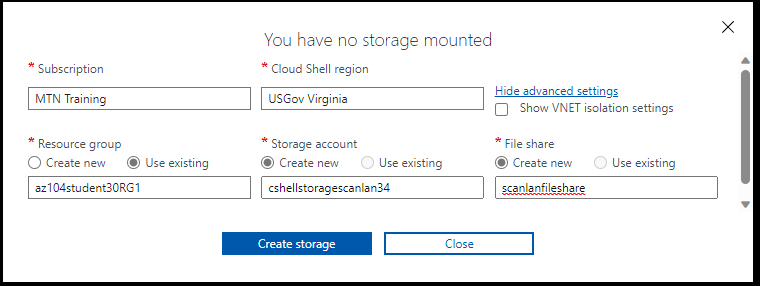 You have no storage mounted
* Subscription
* Cloud Shell region
MTN Training
USGov Virginia
Hide advanced settings
Show VNET isolation settings
* Resource group
* Storage account
* File share
Create new Use existing
Create new Use existing
Create new Use existing
az104student30RG1
cshellstoragescanlan34
scanlanfileshare
Create storage
Close